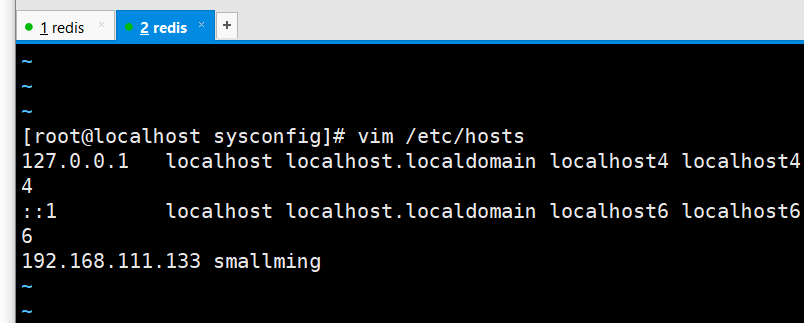 1 redis × 2 redis × +
~
~
~
[root@localhost sysconfig]# vim /etc/hosts
127.0.0.1   localhost localhost.localdomain localhost4 localhost4
4
::1         localhost localhost.localdomain localhost6 localhost6
6
192.168.111.133 smallming
~
~